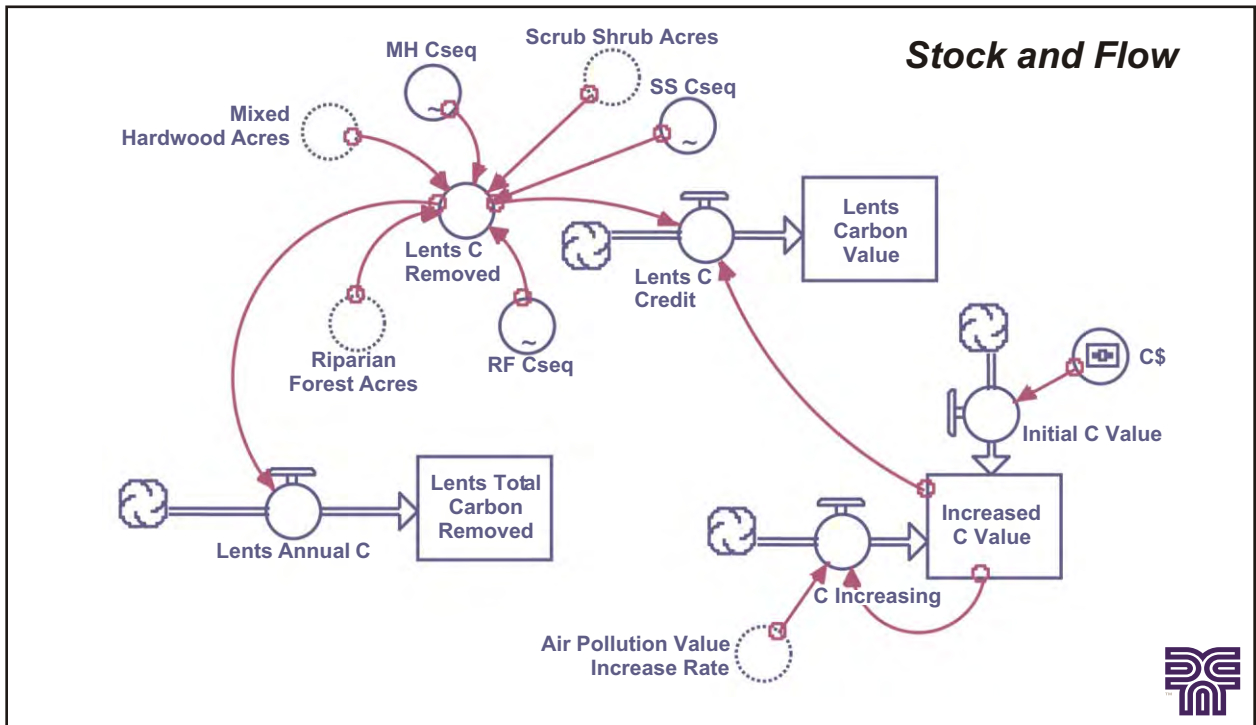 Stock and Flow
MH Cseq
Scrub Shrub Acres
SS Cseq
Mixed
Hardwood Acres
~
~
Lents C
Removed
Lents
Carbon
Value
Lents C
Credit
Riparian
Forest Acres
~
RF Cseq
C$
Initial C Value
Lents Total
Carbon
Removed
Lents Annual C
Increased
C Value
C Increasing
Air Pollution Value
Increase Rate